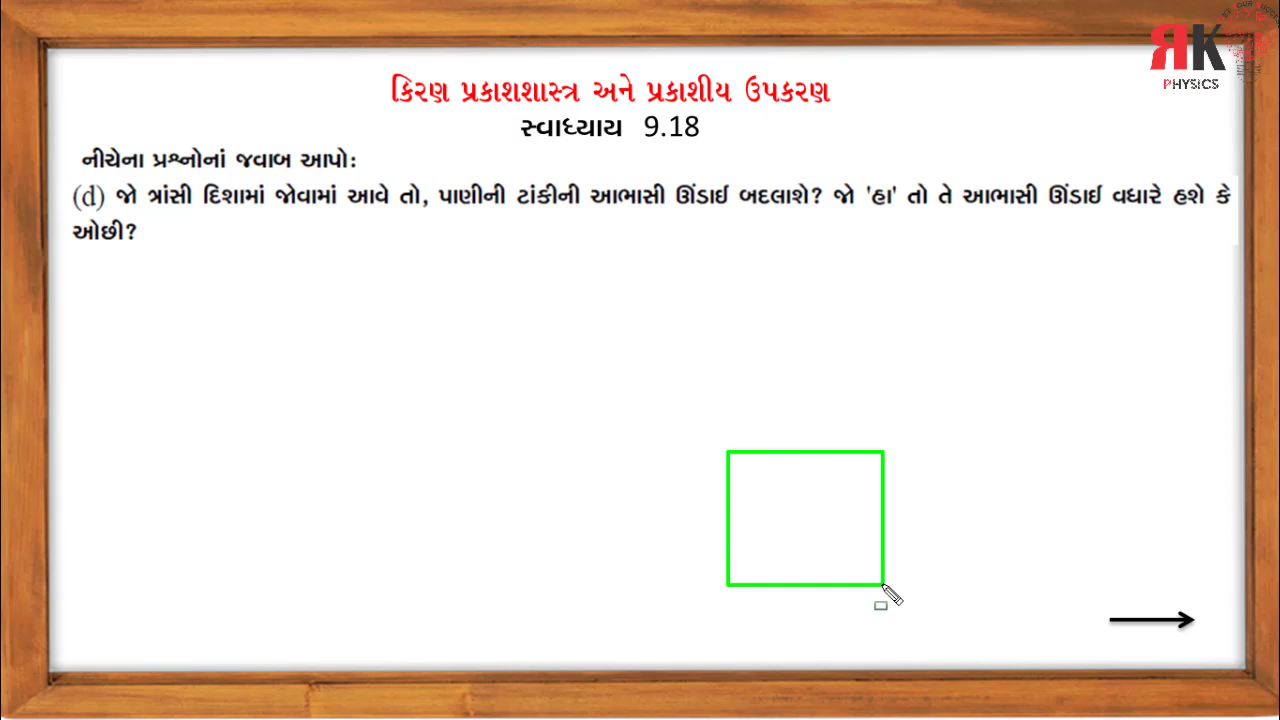 ЯK
PHYSICS
કિરણ પ્રકાશશાસ્ત્ર અને પ્રકાશીય ઉપકરણ
સ્વાધ્યાય 9.18
નીચેના પ્રશ્નોનાં જવાબ આપો:
(d) જો ત્રાંસી દિશામાં જોવામાં આવે તો, પાણીની ટાંકીની આભાસી ઊંડાઈ બદલાશે? જો 'હા' તો તે આભાસી ઊંડાઈ વધારે હશે કે
ઓછી?